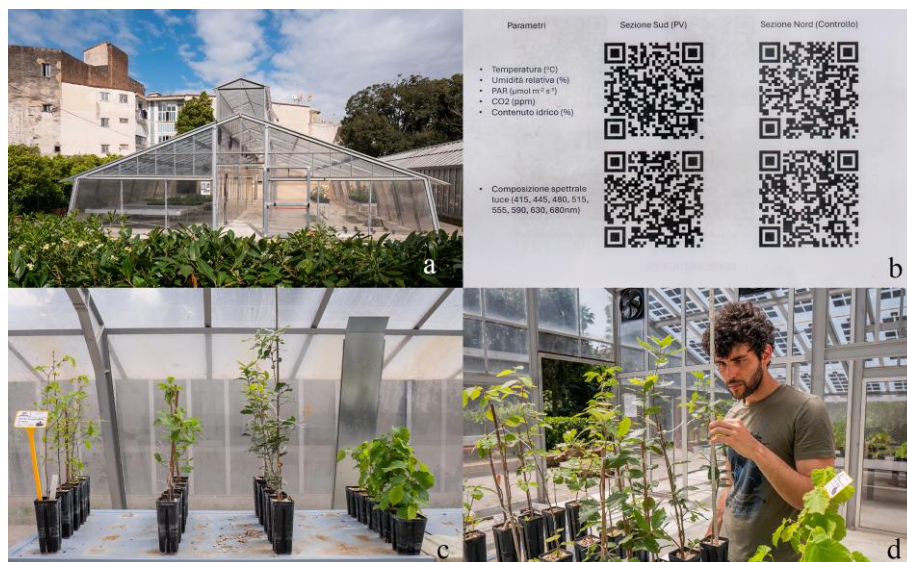 a
Parametri
Sezione Sud (PV)
Sezione Nord (Controllo)
• Temperatura (°C)
• Umidità relativa (%)
• PAR (μmol m⁻² s⁻¹)
• CO2 (ppm)
• Contenuto idrico (%)
• Composizione spettrale
luce (415, 445, 480, 515,
555, 590, 630, 680nm)
b
c
d